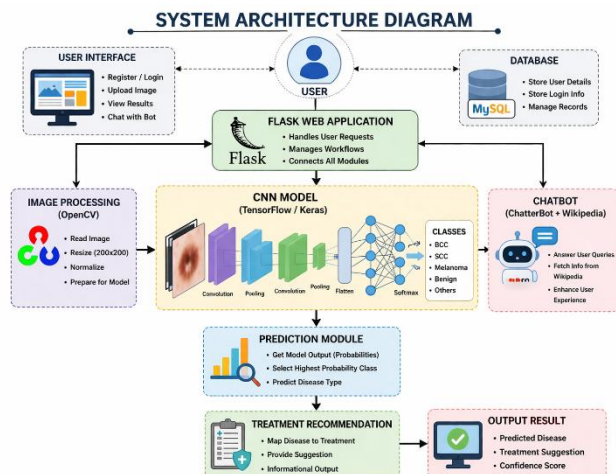 SYSTEM ARCHITECTURE DIAGRAM
USER INTERFACE
• Register / Login
• Upload Image
• View Results
• Chat with Bot
USER
DATABASE
• Store User Details
• Store Login Info
• Manage Records
MySQL
FLASK WEB APPLICATION
Flask
• Handles User Requests
• Manages Workflows
• Connects All Modules
IMAGE PROCESSING
(OpenCV)
• Read Image
• Resize (200x200)
• Normalize
• Prepare for Model
CNN MODEL
(TensorFlow / Keras)
Convolution
Pooling
Convolution
Pooling
Flatten
Softmax
CLASSES
• BCC
• SCC
• Melanoma
• Benign
• Others
CHATBOT
(ChatterBot + Wikipedia)
• Answer User Queries
• Fetch Info from
Wikipedia
• Enhance User
Experience
PREDICTION MODULE
• Get Model Output (Probabilities)
• Select Highest Probability Class
• Predict Disease Type
TREATMENT RECOMMENDATION
• Map Disease to Treatment
• Provide Suggestion
• Informational Output
OUTPUT RESULT
• Predicted Disease
• Treatment Suggestion
• Confidence Score